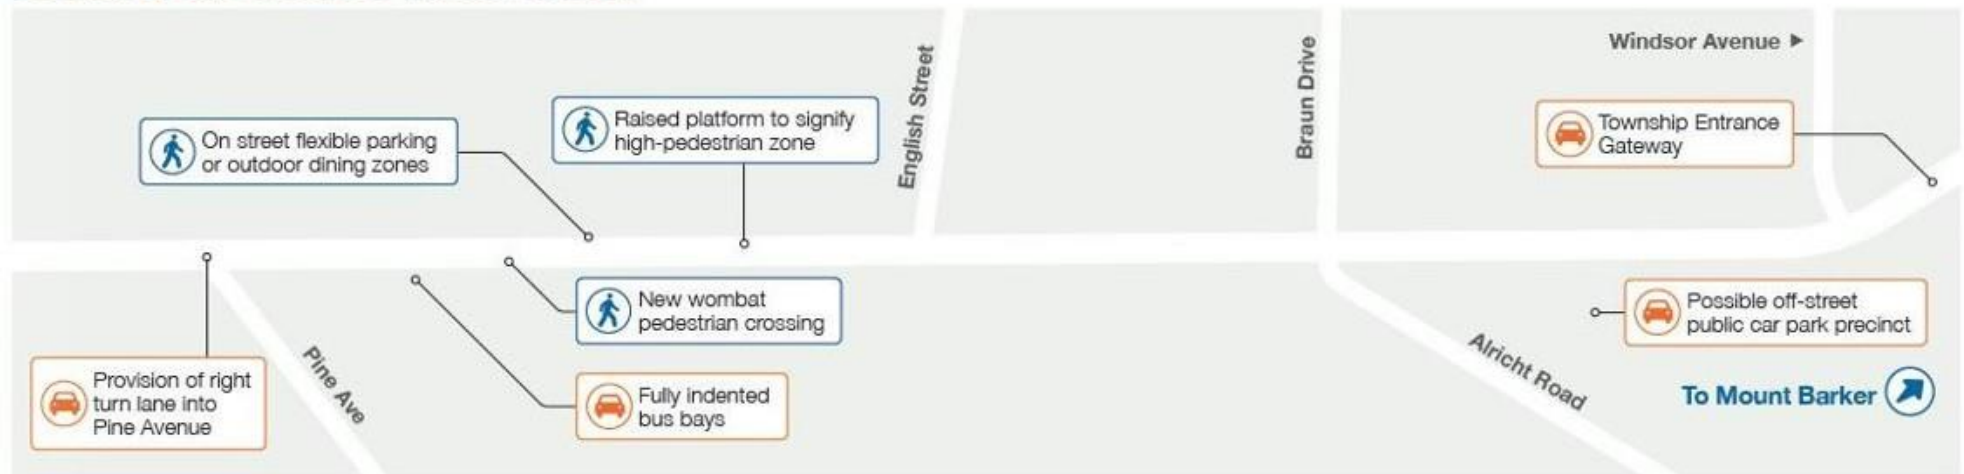 English Street
Braun Drive
Windsor Avenue ►
On street flexible parking
or outdoor dining zones
Raised platform to signify
high-pedestrian zone
Township Entrance
Gateway
New wombat
pedestrian crossing
Possible off-street
public car park precinct
Pine Ave
Alricht Road
Provision of right
turn lane into
Pine Avenue
Fully indented
bus bays
To Mount Barker